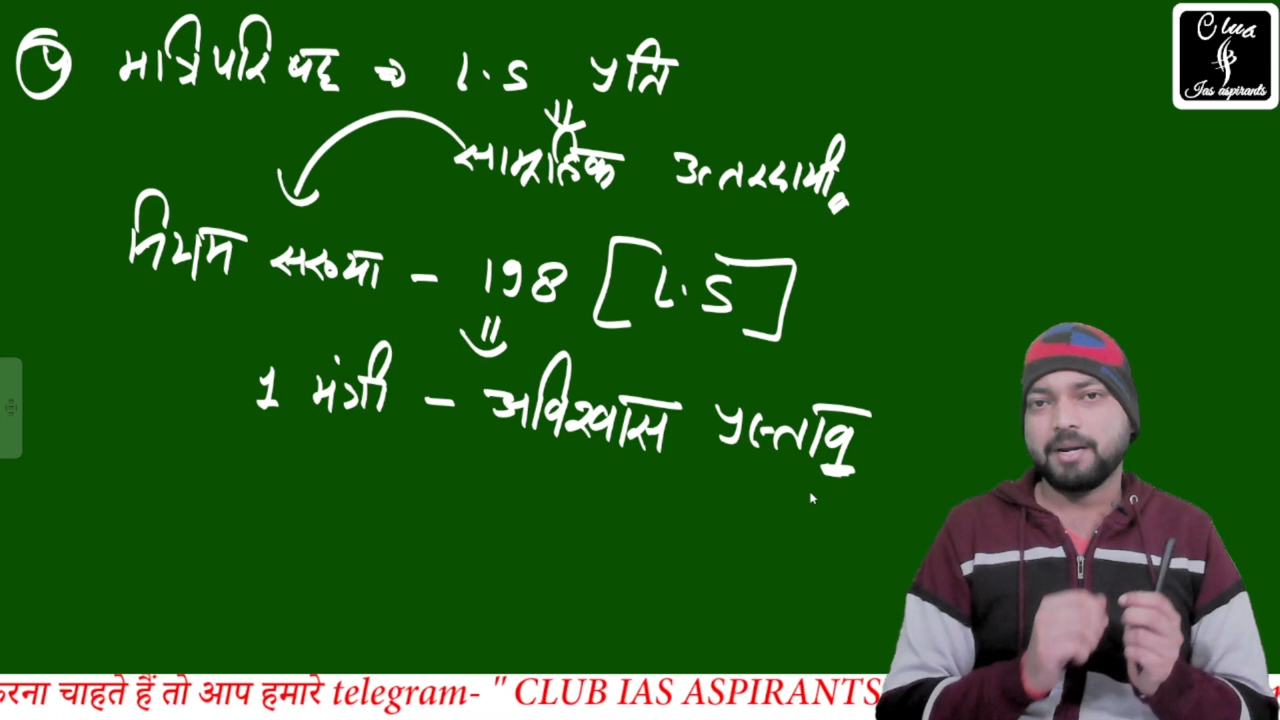 ५ मंत्रिपरिषद → L.S प्रति
सामूहिक उत्तरदायी
नियम संख्या - 198 [L.S]
1 मंत्री - अविश्वास प्रस्ताव
Club
Ias aspirants
करना चाहते हैं तो आप हमारे telegram- " CLUB IAS ASPIRANTS